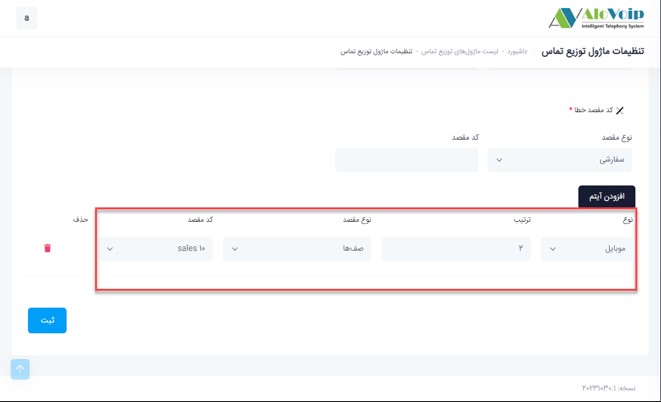 a
AloVoip
Intelligent Telephony System
تنظیمات ماژول توزیع تماس
داشبورد - لیست ماژول‌های توزیع تماس - تنظیمات ماژول توزیع تماس
کد مقصد خطا *
نوع مقصد کد مقصد
سفارشی
افزودن آیتم
نوع ترتیب نوع مقصد کد مقصد حذف
موبایل ۲ صف‌ها sales ۱۰
ثبت
نسخه: ۲۰۲۳۱۰۳۰.۱